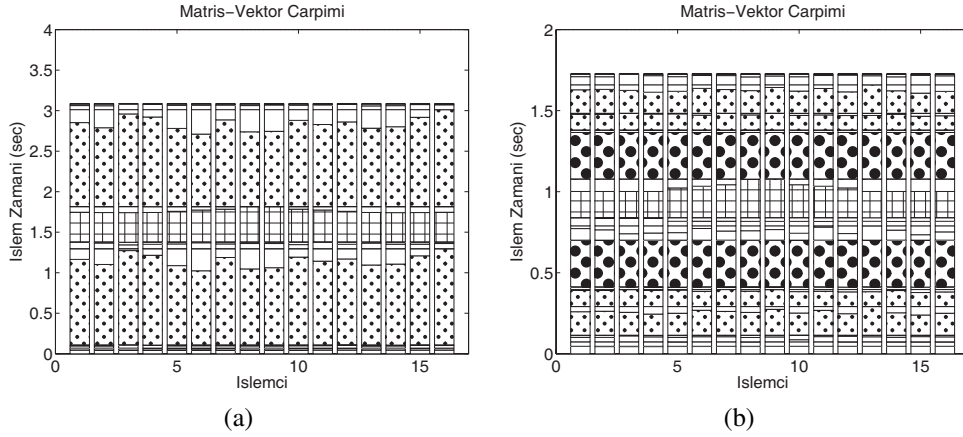 Matris−Vektor Carpimi
4
3.5
3
2.5
2
1.5
1
0.5
0
0
5
10
15
Islem Zamani (sec)
Islemci
(a)
Matris−Vektor Carpimi
2
1.5
1
0.5
0
0
5
10
15
Islem Zamani (sec)
Islemci
(b)